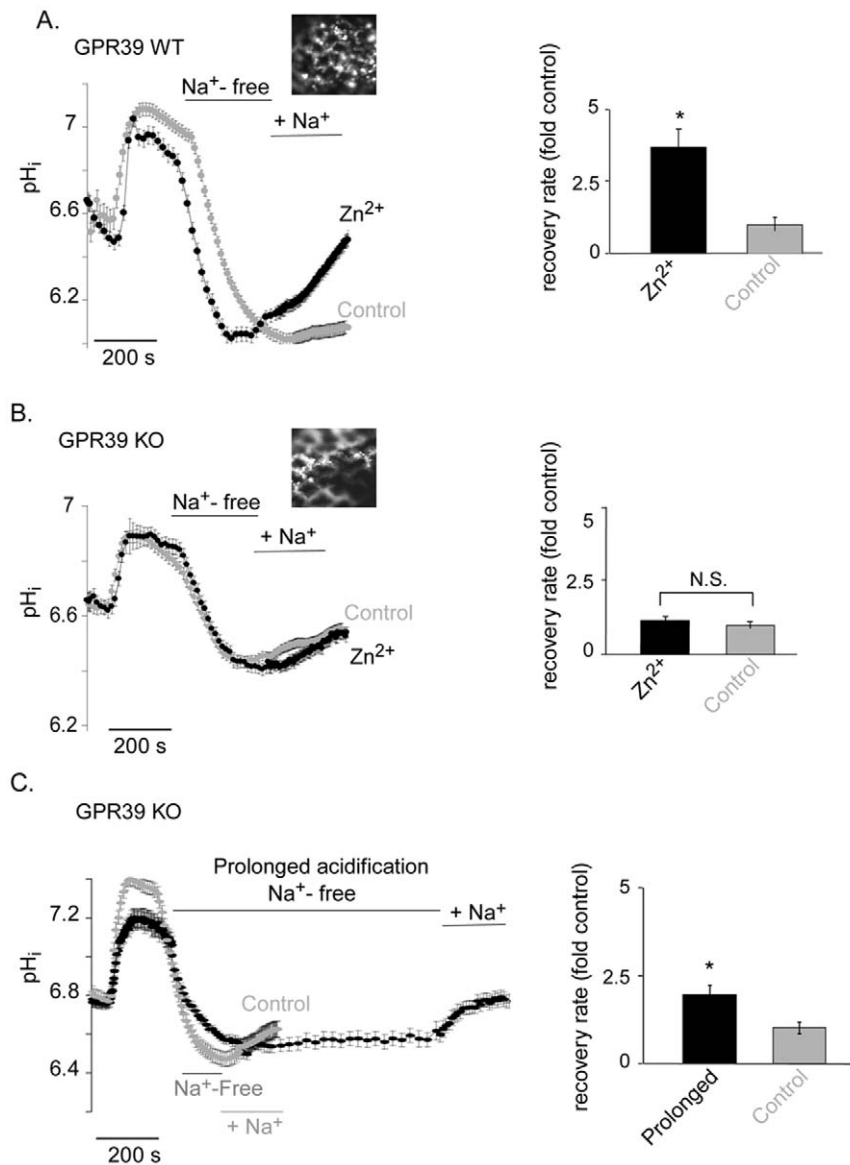 A.
GPR39 WT
Na⁺- free
+ Na⁺
7
6.6
6.2
pHᵢ
Zn²⁺
Control
200 s
recovery rate (fold control)
5
2.5
0
*
Zn²⁺
Control
B.
GPR39 KO
Na⁺- free
+ Na⁺
7
6.6
6.2
pHᵢ
Control
Zn²⁺
200 s
recovery rate (fold control)
5
2.5
0
N.S.
Zn²⁺
Control
C.
GPR39 KO
Prolonged acidification
Na⁺- free
+ Na⁺
7.2
6.8
6.4
pHᵢ
Control
Na⁺-Free
+ Na⁺
200 s
recovery rate (fold control)
5
2.5
0
*
Prolonged
Control